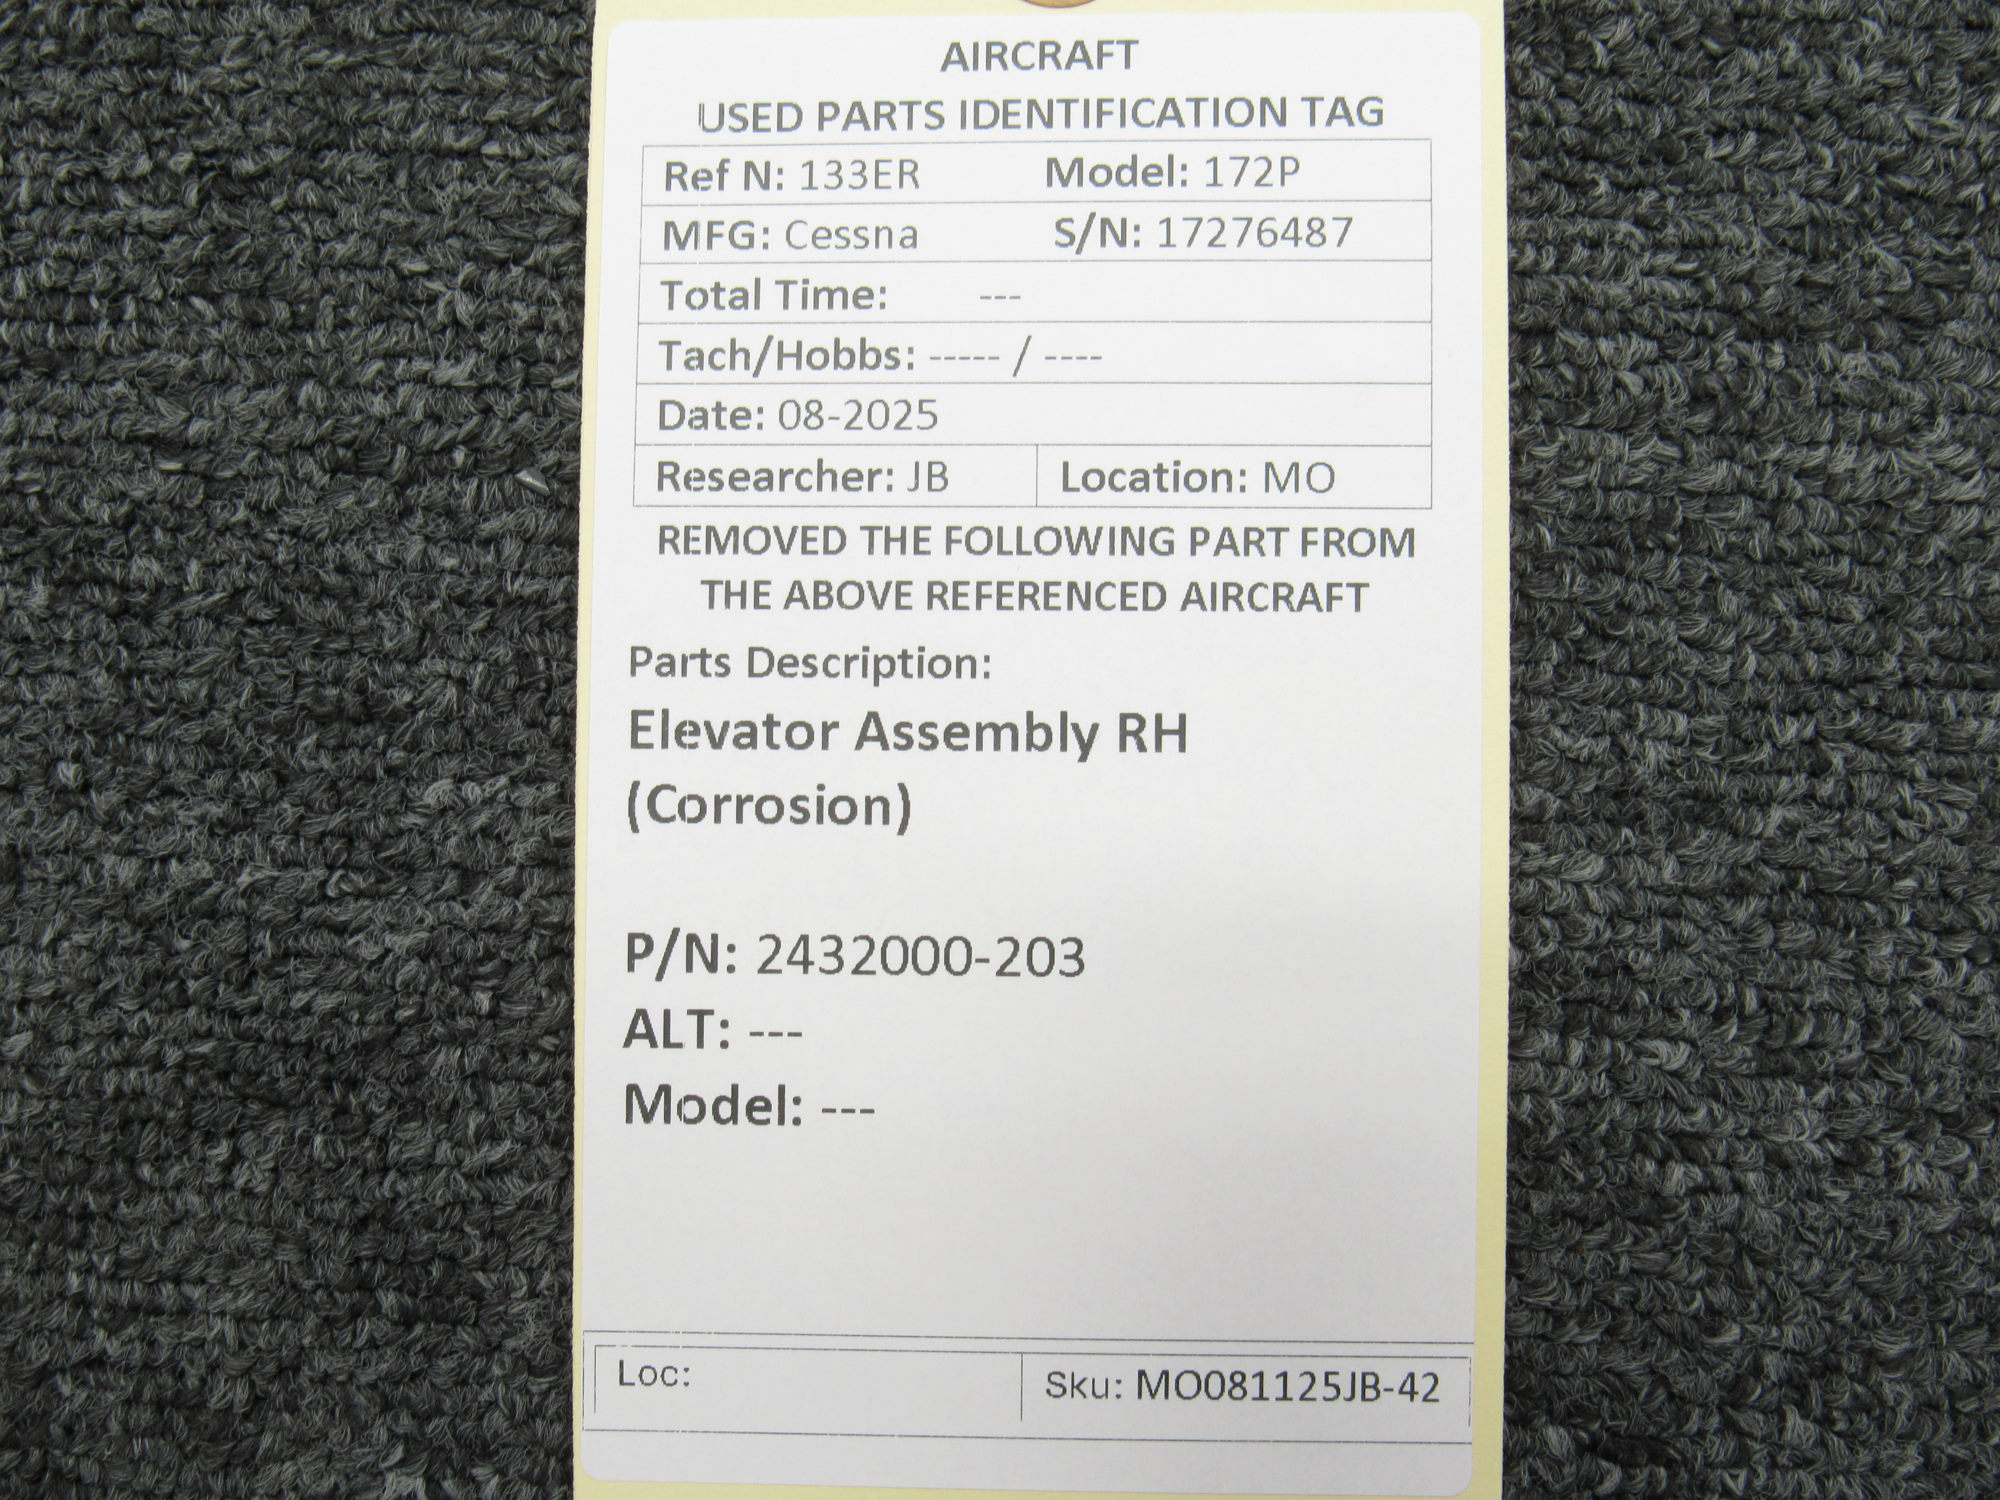 AIRCRAFT
USED PARTS IDENTIFICATION TAG
Ref N: 133ER Model: 172P
MFG: Cessna S/N: 17276487
Total Time: ---
Tach/Hobbs: ----- / ----
Date: 08-2025
Researcher: JB Location: MO
REMOVED THE FOLLOWING PART FROM
THE ABOVE REFERENCED AIRCRAFT
Parts Description:
Elevator Assembly RH
(Corrosion)
P/N: 2432000-203
ALT: ---
Model: ---
Loc: Sku: MO081125JB-42